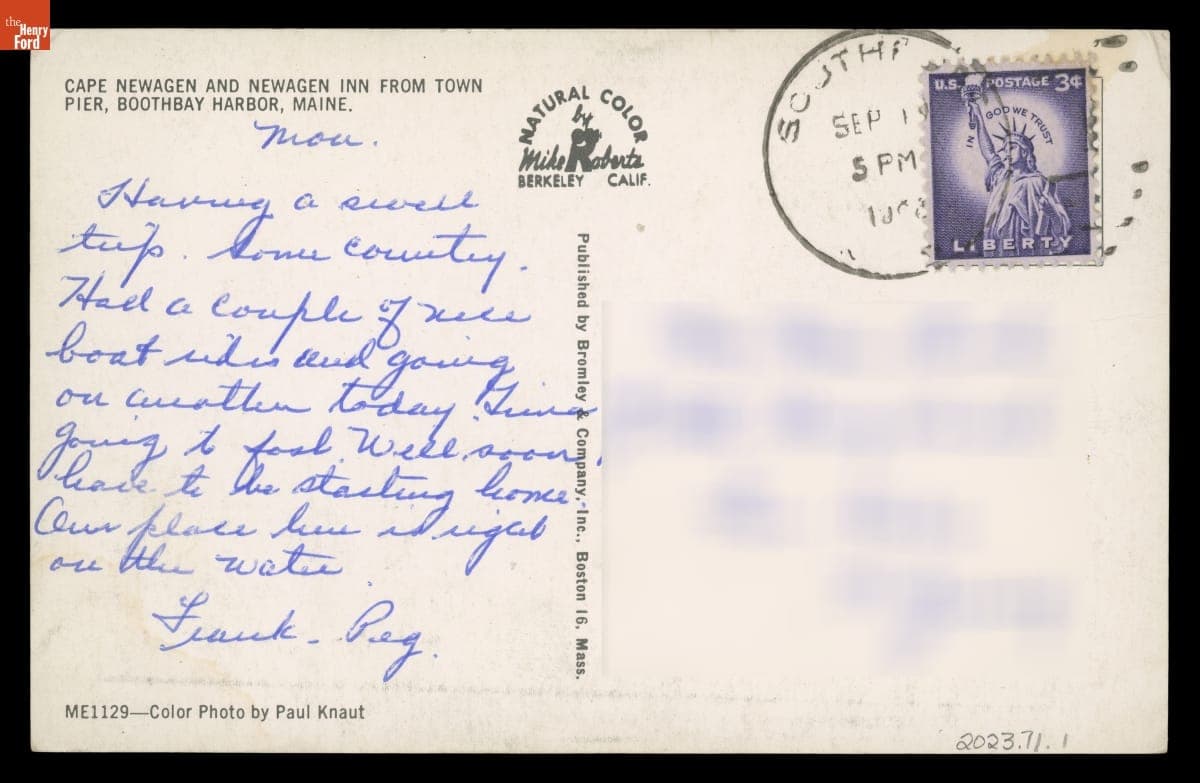 the
Henry
Ford
CAPE NEWAGEN AND NEWAGEN INN FROM TOWN
PIER, BOOTHBAY HARBOR, MAINE.
Mon.
Having a swell
trip. Some country.
Had a couple of nice
boat rides and going
on another today. Time
going to fast. Well soon
have to be starting home.
Our place here is right
on the water
Frank - Peg.
ME1129—Color Photo by Paul Knaut
NATURAL COLOR
by
Mike Roberts
BERKELEY CALIF.
Published by Bromley & Company, Inc., Boston 16, Mass.
SEP
5 PM
U.S. POSTAGE 3¢
IN GOD WE TRUST
LIBERTY
2023.71.1